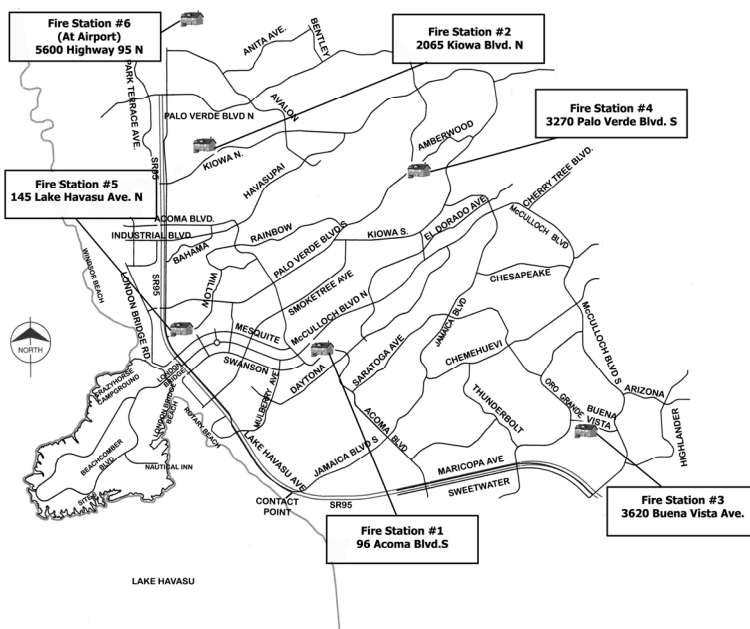 Fire Station #6
(At Airport)
5600 Highway 95 N
Fire Station #2
2065 Kiowa Blvd. N
Fire Station #4
3270 Palo Verde Blvd. S
Fire Station #5
145 Lake Havasu Ave. N
ANITA AVE.
BENTLEY
PARK TERRACE AVE.
PALO VERDE BLVD N
AVALON
AMBERWOOD
SR95
KIOWA N.
HAVASUPAI
CHERRY TREE BLVD.
ACOMA BLVD.
INDUSTRIAL BLVD.
RAINBOW
KIOWA S.
EL DORADO AVE
McCULLOCH BLVD
BAHAMA
PALO VERDE BLVD S
WINDSOR BEACH
SR95
WILLOW
SMOKETREE AVE
CHESAPEAKE
LONDON BRIDGE RD
McCULLOCH BLVD N
JAMAICA BLVD
McCULLOCH BLVD S
NORTH
MESQUITE
SWANSON
CHEMEHUEVI
SARATOGA AVE
DAYTONA
LONDON
BRIDGE
CRAZYHORSE
CAMPGROUND
LONDON BRIDGE
BEACH
MULBERRY AVE
THUNDERBOLT
ORO GRANDE
ARIZONA
BUENA
VISTA
ROTARY BEACH
ACOMA BLVD
HIGHLANDER
BEACHCOMBER
BLVD
LAKE HAVASU AVE
JAMAICA BLVD S
NAUTICAL INN
MARICOPA AVE
SWEETWATER
SITE 6
CONTACT
POINT
SR95
Fire Station #3
3620 Buena Vista Ave.
Fire Station #1
96 Acoma Blvd.S
LAKE HAVASU